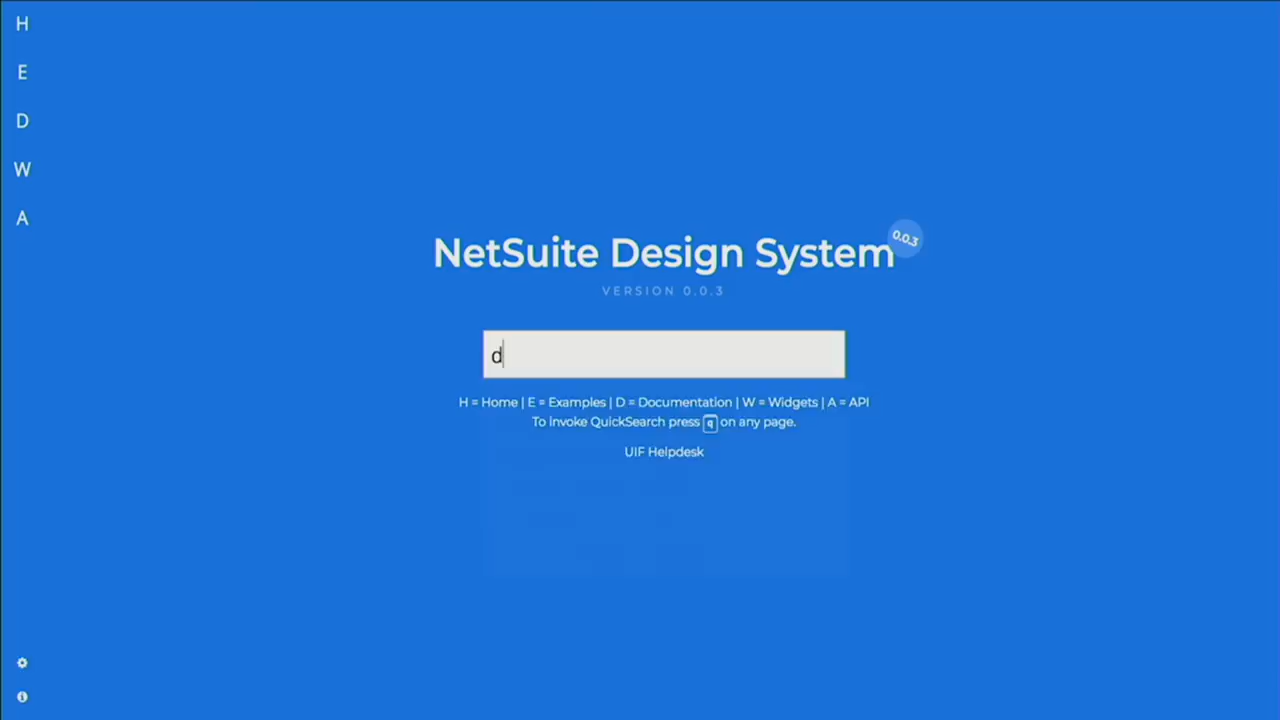 H
E
D
W
A
NetSuite Design System
0.0.3
VERSION 0.0.3
d
H = Home | E = Examples | D = Documentation | W = Widgets | A = API
To invoke QuickSearch press q on any page.
UIF Helpdesk